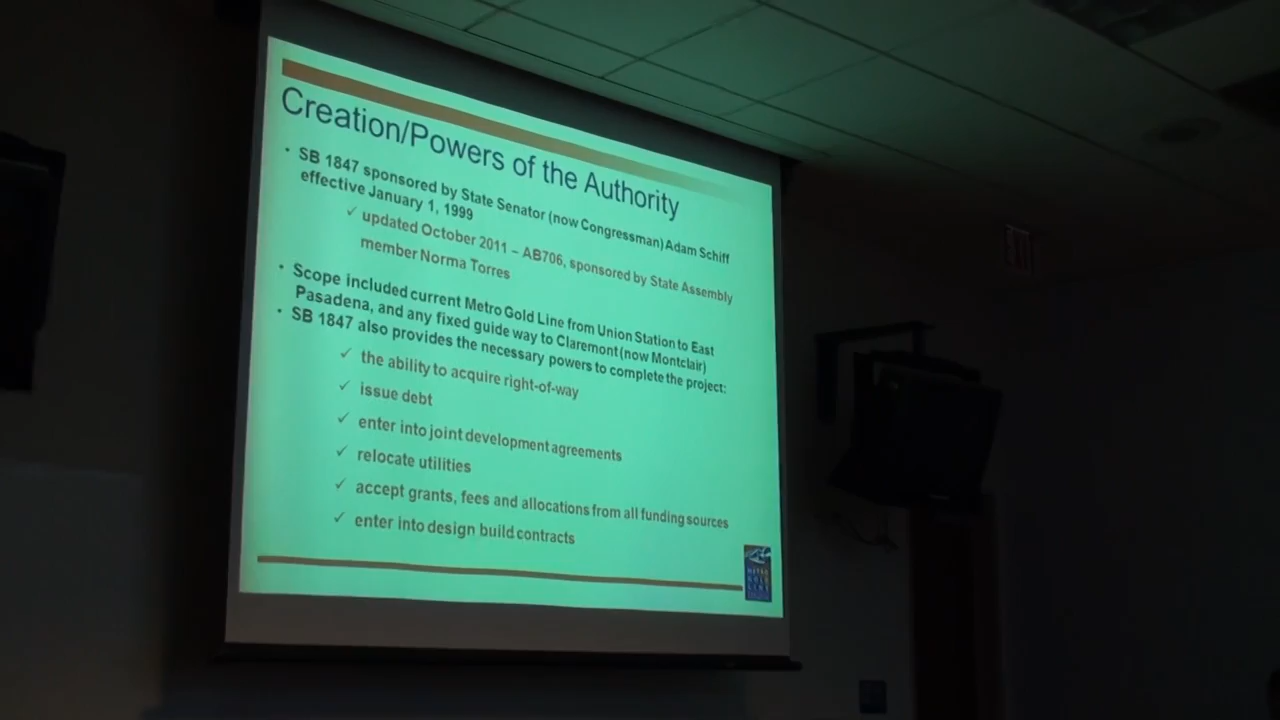 Creation/Powers of the Authority
• SB 1847 sponsored by State Senator (now Congressman) Adam Schiff
effective January 1, 1999
✓ updated October 2011 – AB706, sponsored by State Assembly
member Norma Torres
• Scope included current Metro Gold Line from Union Station to East
Pasadena, and any fixed guide way to Claremont (now Montclair)
• SB 1847 also provides the necessary powers to complete the project:
✓ the ability to acquire right-of-way
✓ issue debt
✓ enter into joint development agreements
✓ relocate utilities
✓ accept grants, fees and allocations from all funding sources
✓ enter into design build contracts
METRO
GOLD
LINE